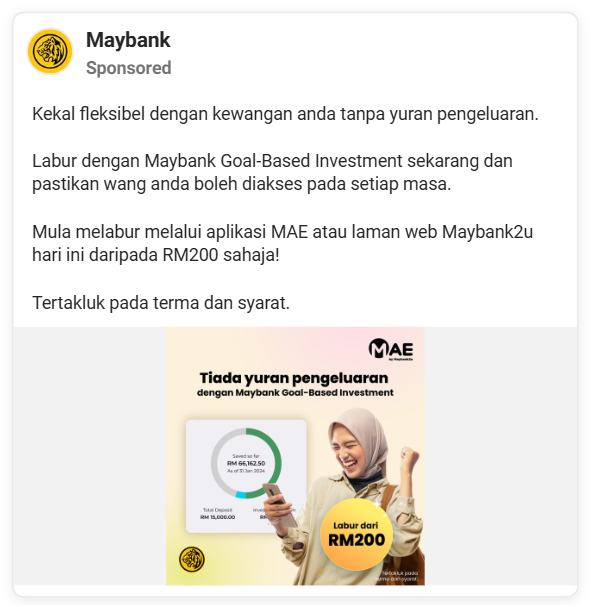 Maybank
Sponsored
Kekal fleksibel dengan kewangan anda tanpa yuran pengeluaran.
Labur dengan Maybank Goal-Based Investment sekarang dan
pastikan wang anda boleh diakses pada setiap masa.
Mula melabur melalui aplikasi MAE atau laman web Maybank2u
hari ini daripada RM200 sahaja!
Tertakluk pada terma dan syarat.
MAE
by Maybank2u
Tiada yuran pengeluaran
dengan Maybank Goal-Based Investment
Saved so far
RM 66,162.50
As of 31 Jan 2024
Total Deposit
RM 15,000.00
Labur dari
RM200
Tertakluk pada
terma dan syarat.